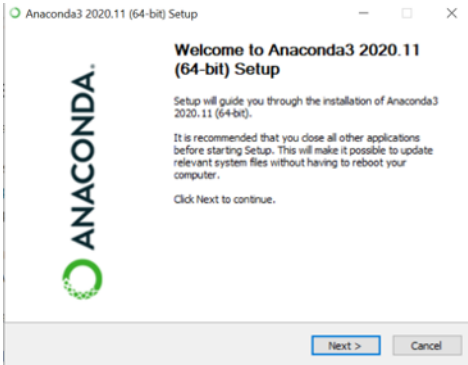 Anaconda3 2020.11 (64-bit) Setup
Welcome to Anaconda3 2020.11
(64-bit) Setup
Setup will guide you through the installation of Anaconda3
2020.11 (64-bit).
It is recommended that you close all other applications
before starting Setup. This will make it possible to update
relevant system files without having to reboot your
computer.
Click Next to continue.
ANACONDA.
Next >
Cancel